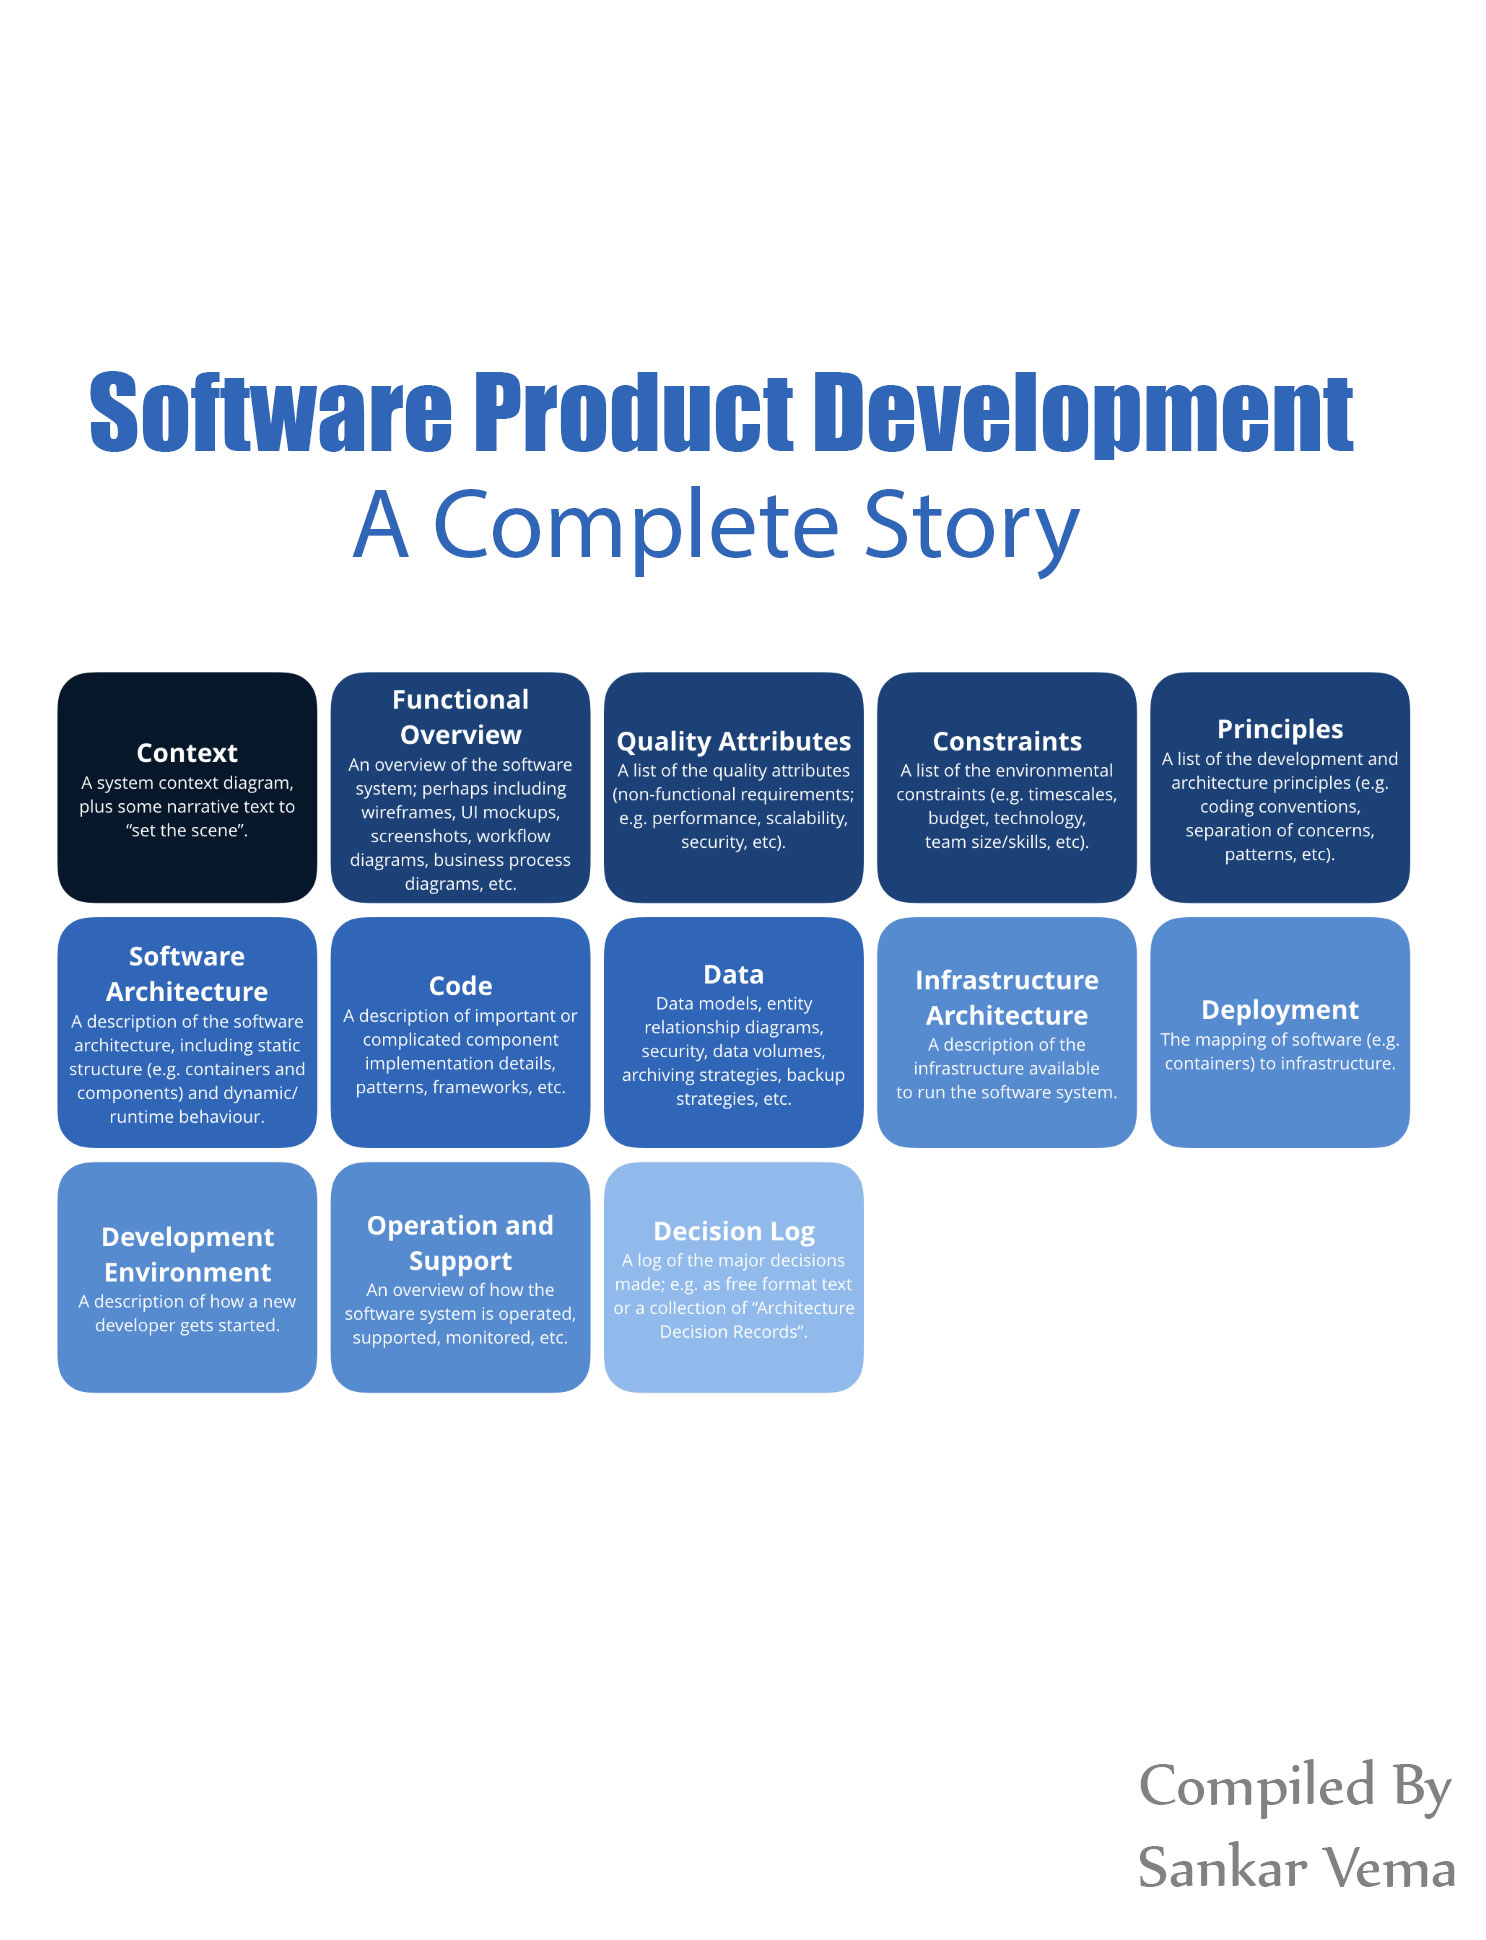 Software Product Development
A Complete Story
Context
A system context diagram,
plus some narrative text to
“set the scene”.
Functional
Overview
An overview of the software
system; perhaps including
wireframes, UI mockups,
screenshots, workflow
diagrams, business process
diagrams, etc.
Quality Attributes
A list of the quality attributes
(non-functional requirements;
e.g. performance, scalability,
security, etc).
Constraints
A list of the environmental
constraints (e.g. timescales,
budget, technology,
team size/skills, etc).
Principles
A list of the development and
architecture principles (e.g.
coding conventions,
separation of concerns,
patterns, etc).
Software
Architecture
A description of the software
architecture, including static
structure (e.g. containers and
components) and dynamic/
runtime behaviour.
Code
A description of important or
complicated component
implementation details,
patterns, frameworks, etc.
Data
Data models, entity
relationship diagrams,
security, data volumes,
archiving strategies, backup
strategies, etc.
Infrastructure
Architecture
A description of the
infrastructure available
to run the software system.
Deployment
The mapping of software (e.g.
containers) to infrastructure.
Development
Environment
A description of how a new
developer gets started.
Operation and
Support
An overview of how the
software system is operated,
supported, monitored, etc.
Decision Log
A log of the major decisions
made; e.g. as free format text
or a collection of “Architecture
Decision Records”.
Compiled By
Sankar Vema